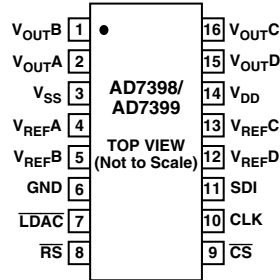 VOUTB 1 16 VOUTC
VOUTA 2 15 VOUTD
VSS 3 AD7398/ 14 VDD
VREFA 4 AD7399 13 VREFC
VREFB 5 TOP VIEW 12 VREFD
GND 6 (Not to Scale) 11 SDI
LDAC 7 10 CLK
RS 8 9 CS